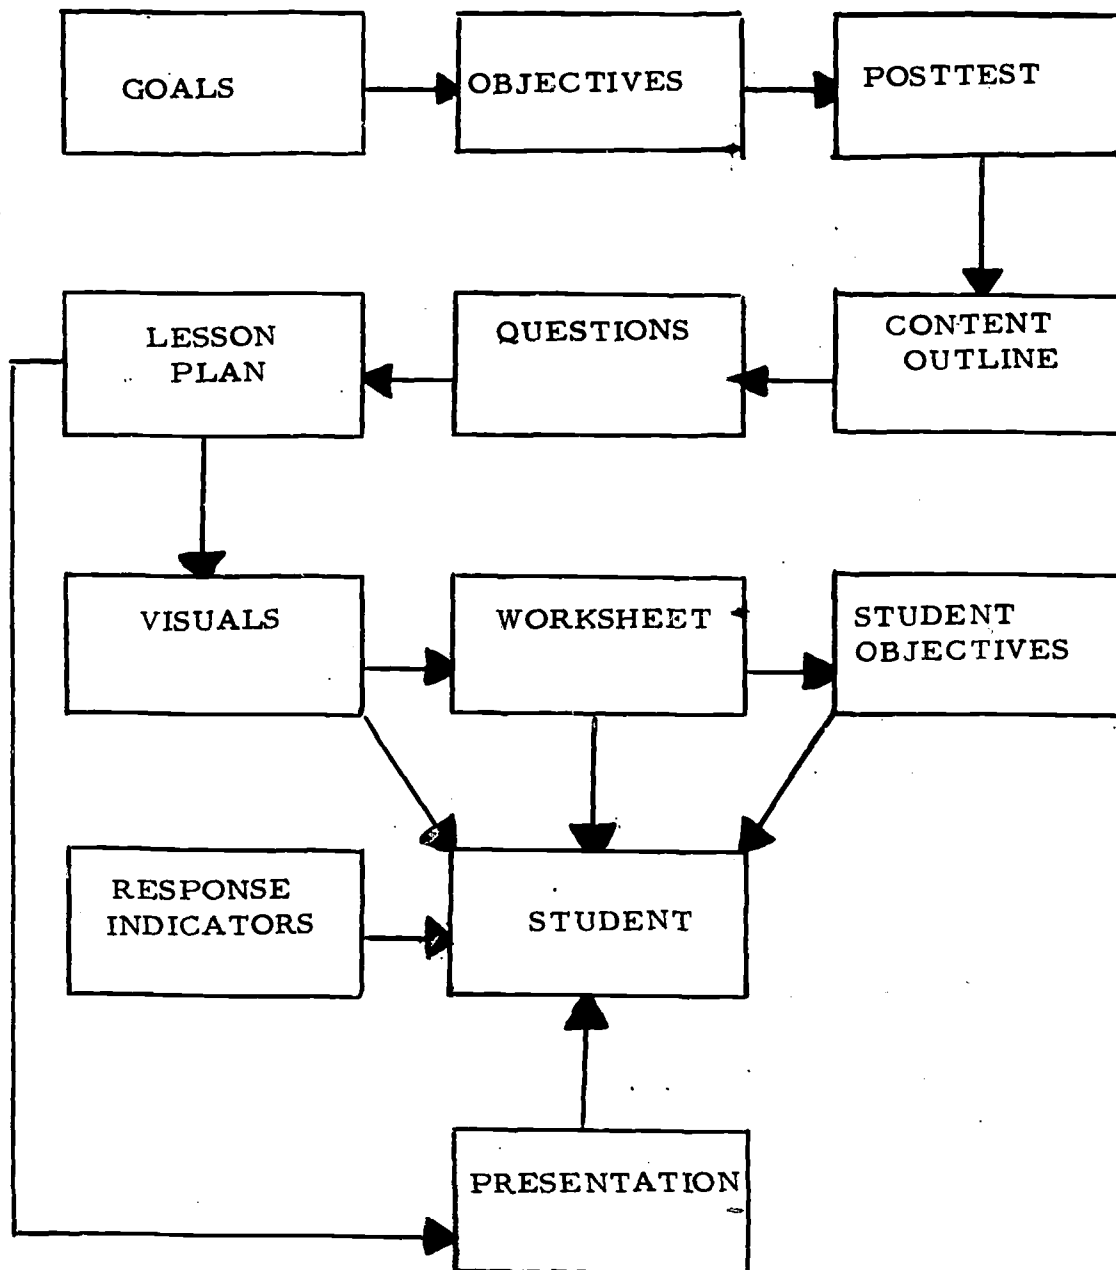 GOALS
OBJECTIVES
POSTTEST
LESSON
PLAN
QUESTIONS
CONTENT
OUTLINE
VISUALS
WORKSHEET
STUDENT
OBJECTIVES
RESPONSE
INDICATORS
STUDENT
PRESENTATION